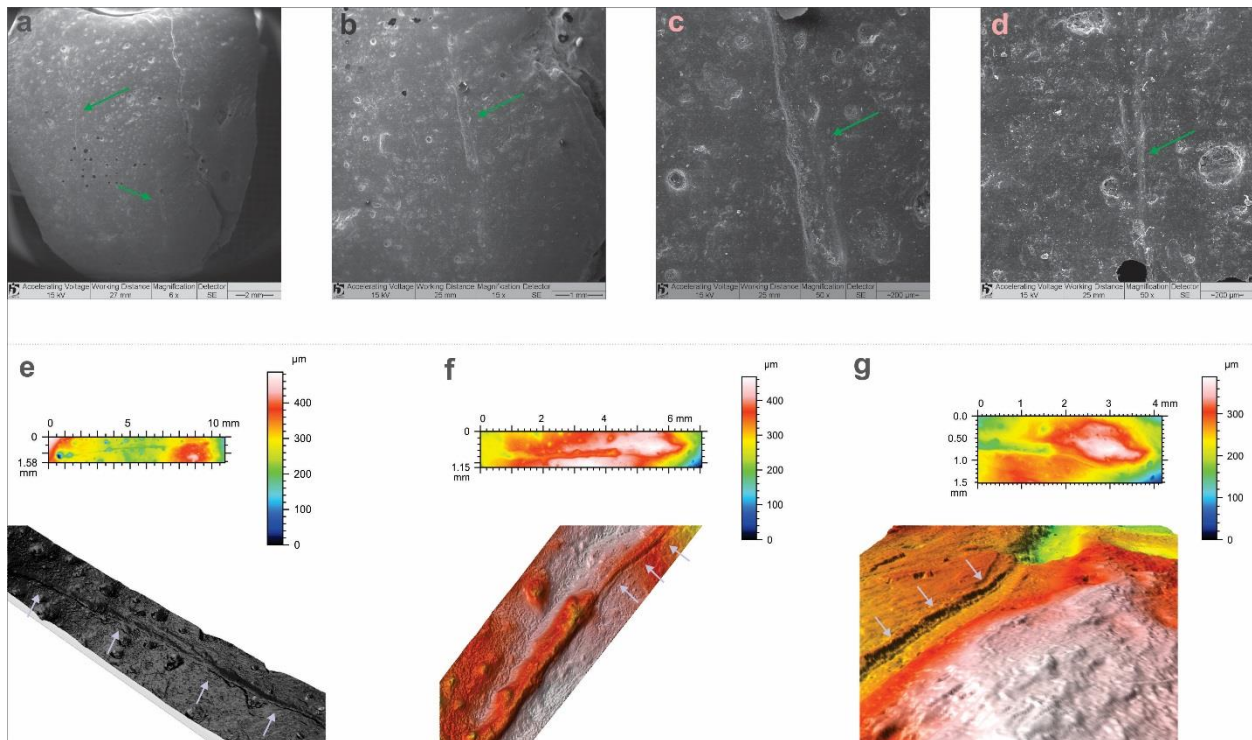 a
b
c
d
Accelerating Voltage Working Distance Magnification Detector
15 kV 27 mm 6 x SE 2 mm
Accelerating Voltage Working Distance Magnification Detector
15 kV 25 mm 15 x SE 1 mm
Accelerating Voltage Working Distance Magnification Detector
15 kV 25 mm 50 x SE 200 µm
Accelerating Voltage Working Distance Magnification Detector
15 kV 25 mm 50 x SE 200 µm
e
0 5 10 mm
0
1.58
mm
µm
400
300
200
100
0
f
0 2 4 6 mm
0
1.15
mm
µm
400
300
200
100
0
g
0 1 2 3 4 mm
0.0
0.50
1.0
1.5
mm
µm
300
200
100
0